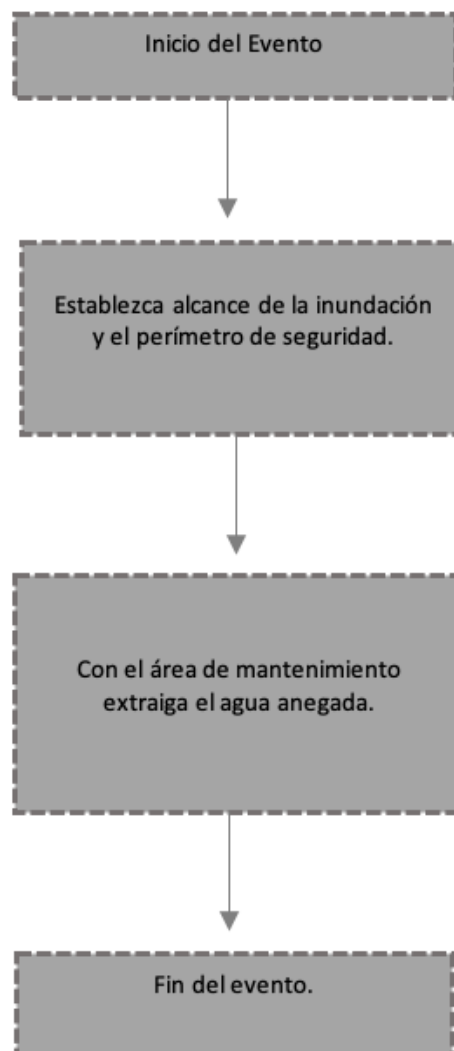 Inicio del Evento
Establezca alcance de la inundación
y el perímetro de seguridad.
Con el área de mantenimiento
extraiga el agua anegada.
Fin del evento.